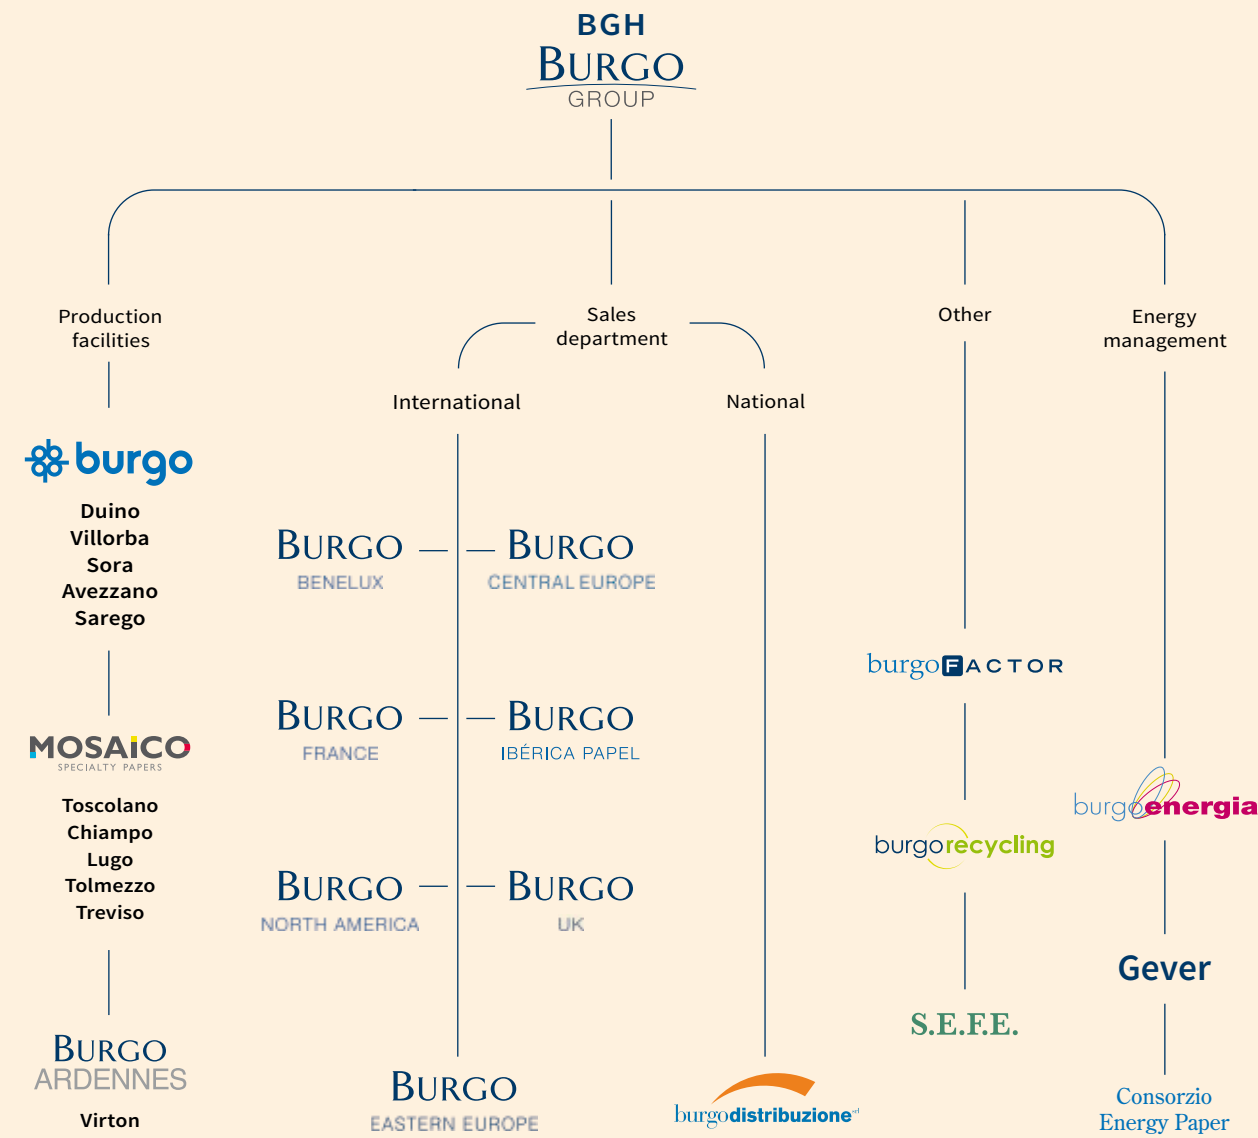 BGH
BURGO
GROUP
Production
facilities
Sales
department
Other
Energy
management
International
National
burgo
Duino
Villorba
Sora
Avezzano
Sarego
MOSAICO
SPECIALTY PAPERS
Toscolano
Chiampo
Lugo
Tolmezzo
Treviso
BURGO
ARDENNES
Virton
BURGO
BENELUX
BURGO
CENTRAL EUROPE
BURGO
FRANCE
BURGO
IBÉRICA PAPEL
BURGO
NORTH AMERICA
BURGO
UK
BURGO
EASTERN EUROPE
burgodistribuzione srl
burgoFACTOR
burgorecycling
S.E.F.E.
burgoenergia
Gever
Consorzio
Energy Paper